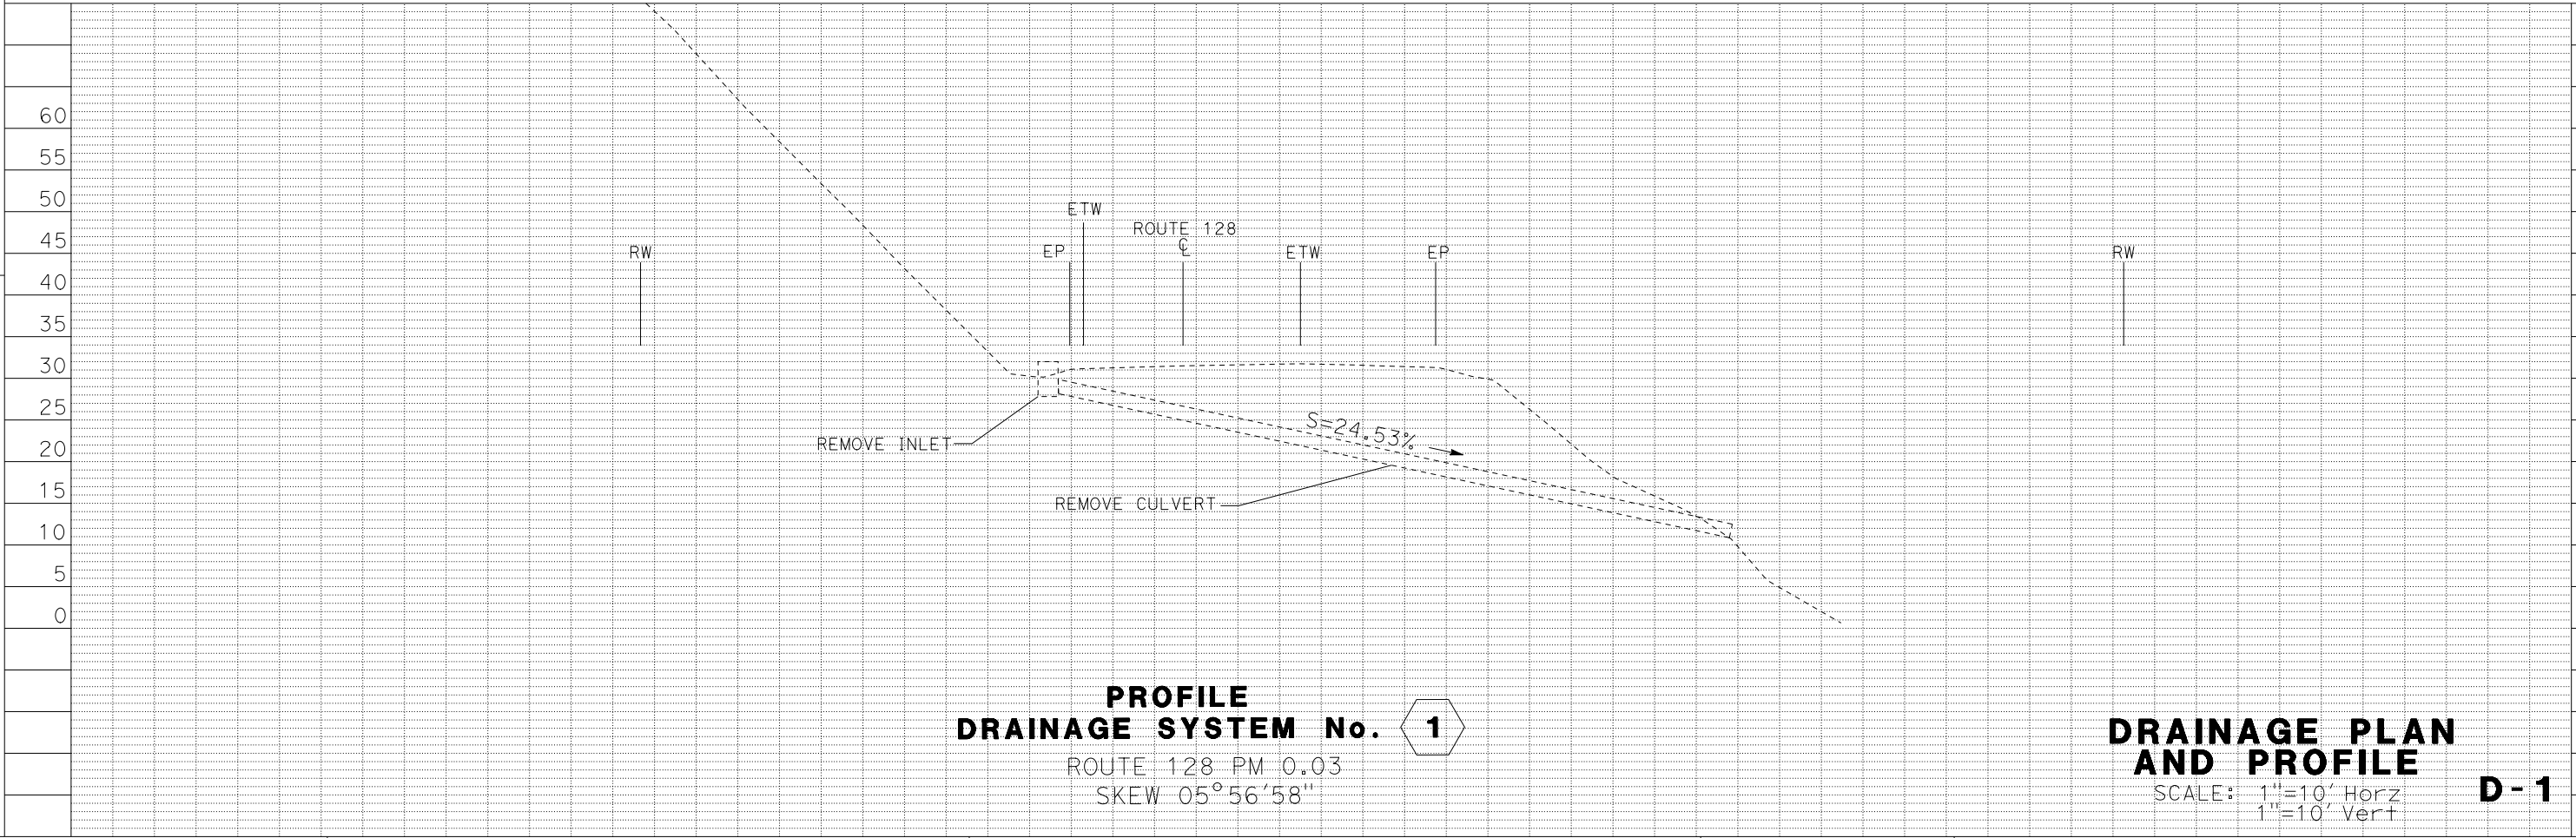 60
55
50
45
40
35
30
25
20
15
10
5
0
ETW
ROUTE 128
℄
RW
EP
ETW
EP
RW
REMOVE INLET
S=24.53%
REMOVE CULVERT
PROFILE
DRAINAGE SYSTEM No. 1
ROUTE 128 PM 0.03
SKEW 05°56'58"
DRAINAGE PLAN
AND PROFILE
SCALE: 1"=10' Horz
1"=10' Vert
D-1